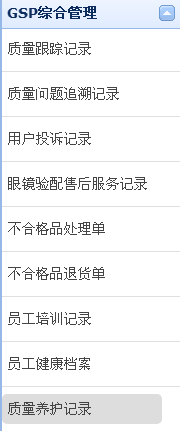 GSP综合管理
质量跟踪记录
质量问题追溯记录
用户投诉记录
眼镜验配售后服务记录
不合格品处理单
不合格品退货单
员工培训记录
员工健康档案
质量养护记录